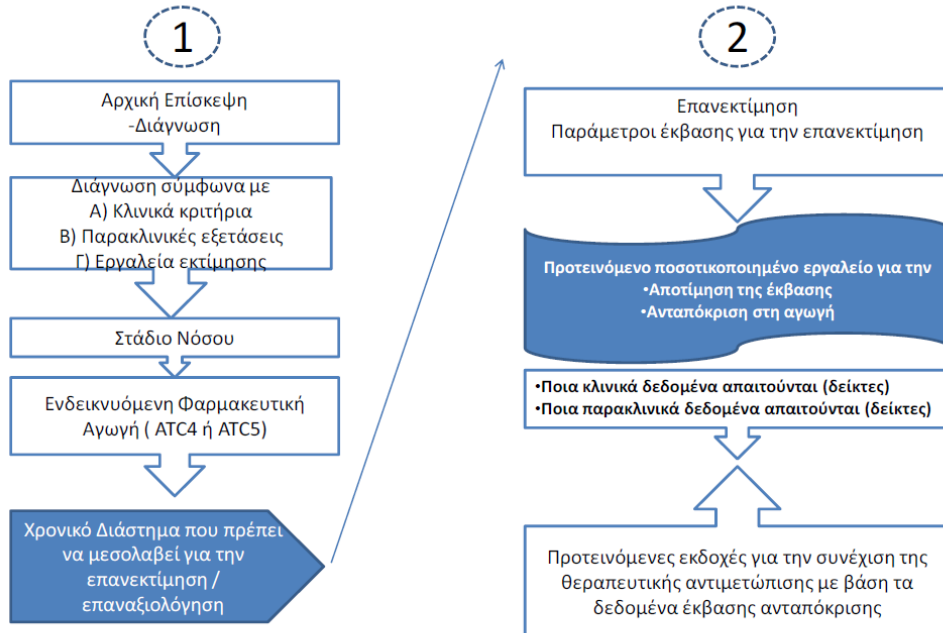 1
Αρχική Επίσκεψη
-Διάγνωση
Διάγνωση σύμφωνα με
Α) Κλινικά κριτήρια
Β) Παρακλινικές εξετάσεις
Γ) Εργαλεία εκτίμησης
Στάδιο Νόσου
Ενδεικνυόμενη Φαρμακευτική
Αγωγή ( ATC4 ή ATC5)
Χρονικό Διάστημα που πρέπει
να μεσολαβεί για την
επανεκτίμηση /
επαναξιολόγηση
2
Επανεκτίμηση
Παράμετροι έκβασης για την επανεκτίμηση
Προτεινόμενο ποσοτικοποιημένο εργαλείο για την
•Αποτίμηση της έκβασης
•Ανταπόκριση στη αγωγή
•Ποια κλινικά δεδομένα απαιτούνται (δείκτες)
•Ποια παρακλινικά δεδομένα απαιτούνται (δείκτες)
Προτεινόμενες εκδοχές για την συνέχιση της
θεραπευτικής αντιμετώπισης με βάση τα
δεδομένα έκβασης ανταπόκρισης